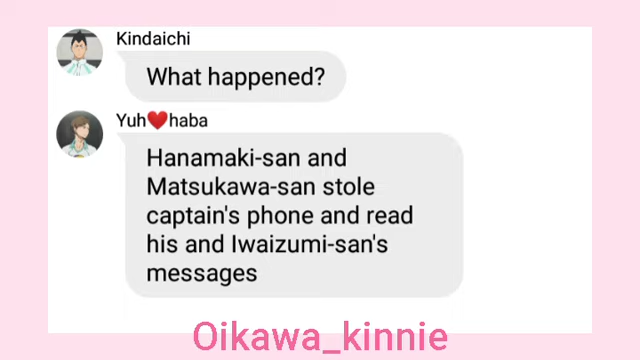 Kindaichi
What happened?
Yuh❤️haba
Hanamaki-san and
Matsukawa-san stole
captain's phone and read
his and Iwaizumi-san's
messages
Oikawa_kinnie